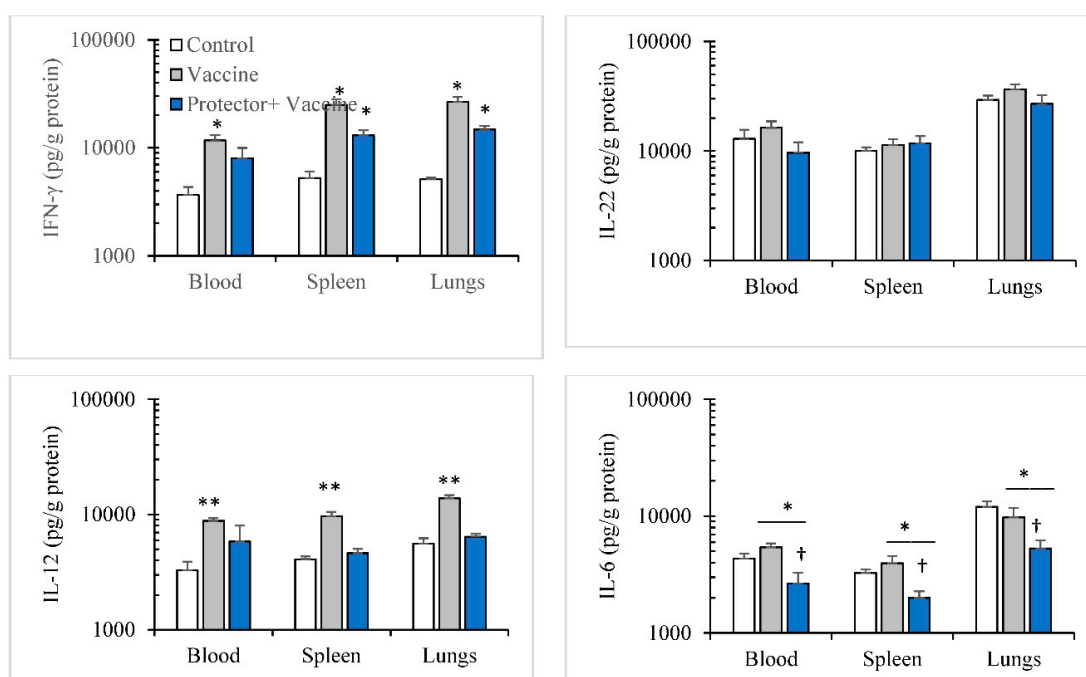 100000
Control
Vaccine
Protector+ Vaccine
*
*
*
*
*
10000
1000
IFN-γ (pg/g protein)
Blood Spleen Lungs
100000
10000
1000
IL-22 (pg/g protein)
Blood Spleen Lungs
100000
**
**
**
10000
1000
IL-12 (pg/g protein)
Blood Spleen Lungs
100000
*
*
*
†
†
†
10000
1000
IL-6 (pg/g protein)
Blood Spleen Lungs